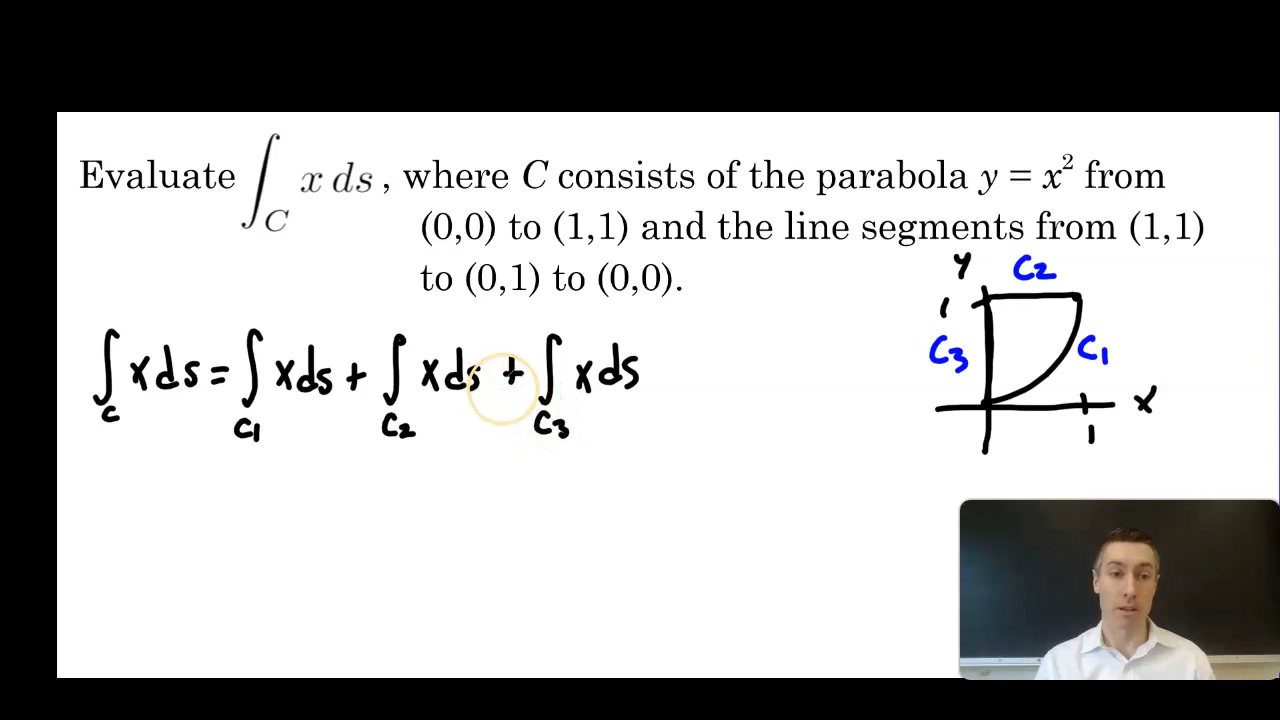 Evaluate ∫_C x ds, where C consists of the parabola y = x² from
(0,0) to (1,1) and the line segments from (1,1)
to (0,1) to (0,0).
∫_C x ds = ∫_C1 x ds + ∫_C2 x ds + ∫_C3 x ds
y C2
1
C3 C1
x
1